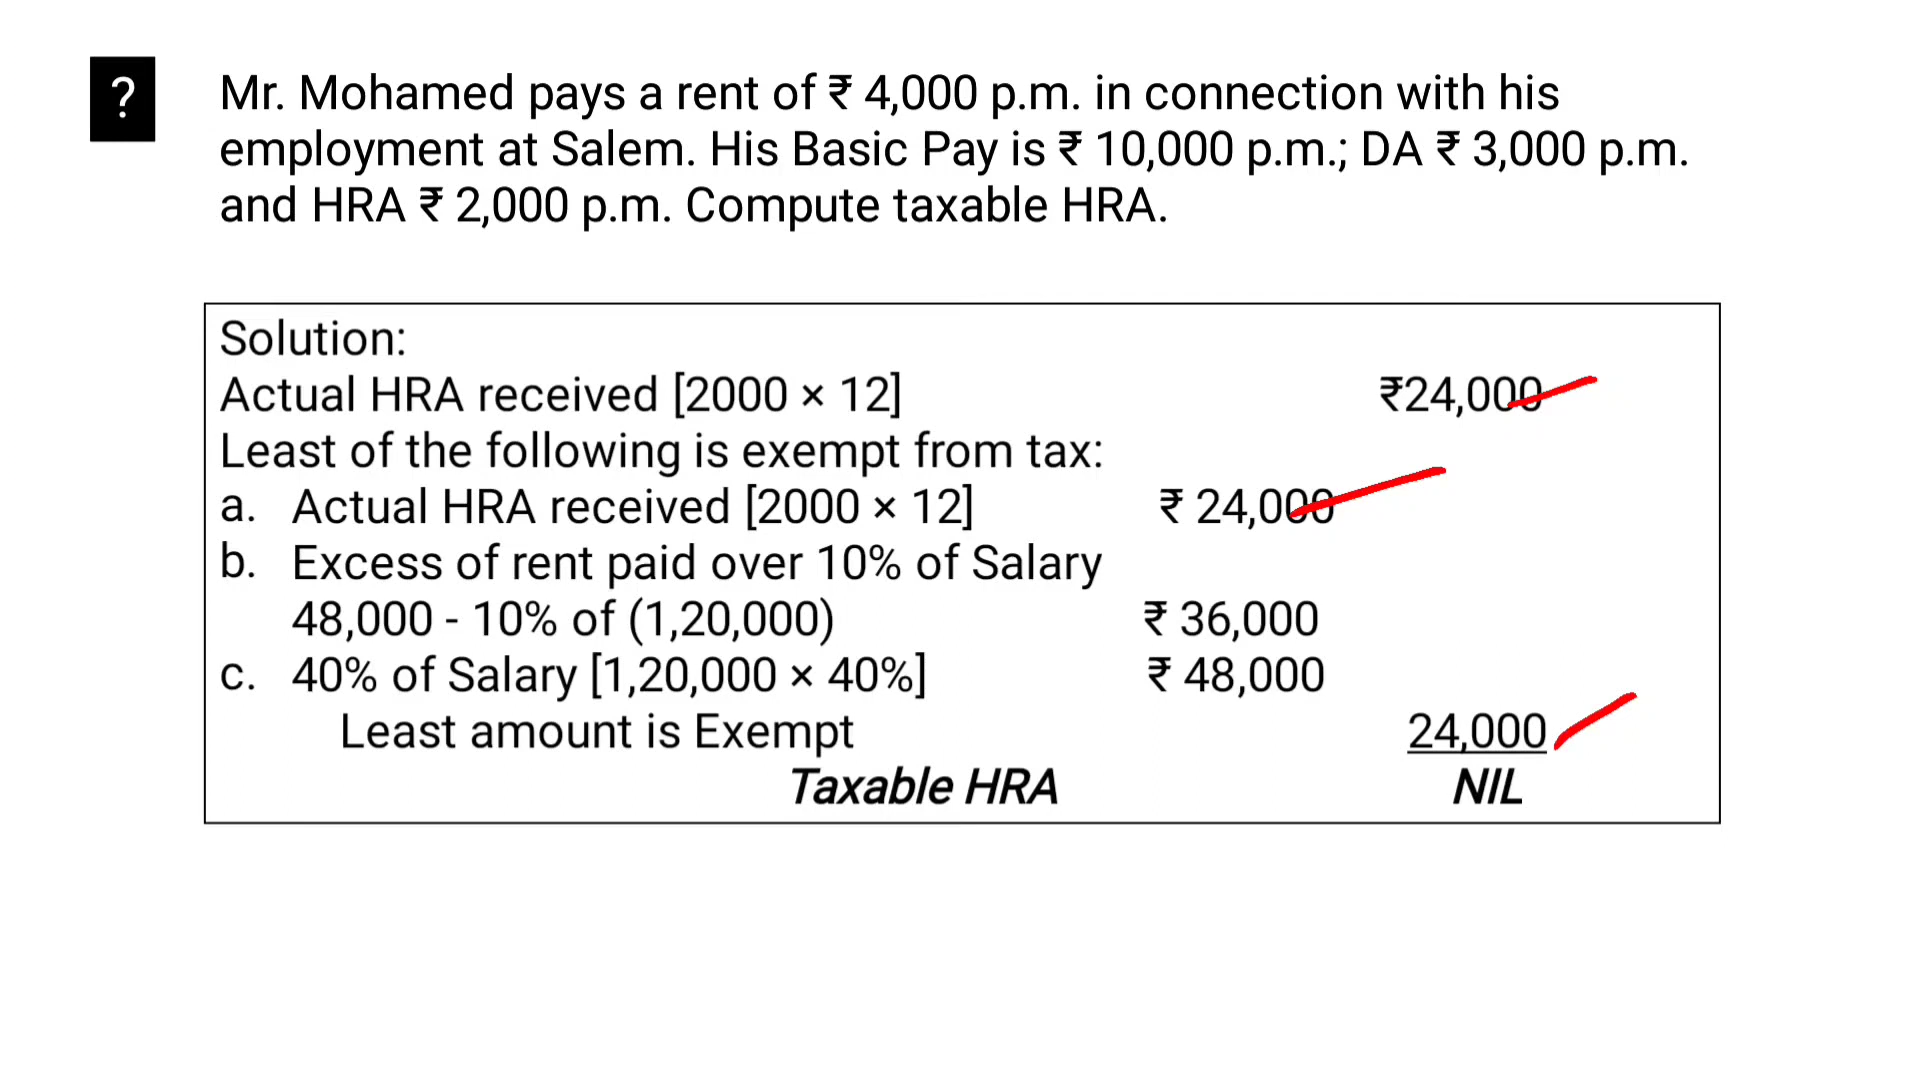 ?
Mr. Mohamed pays a rent of ₹ 4,000 p.m. in connection with his
employment at Salem. His Basic Pay is ₹ 10,000 p.m.; DA ₹ 3,000 p.m.
and HRA ₹ 2,000 p.m. Compute taxable HRA.
Solution:
Actual HRA received [2000 × 12] ₹24,000
Least of the following is exempt from tax:
a. Actual HRA received [2000 × 12] ₹ 24,000
b. Excess of rent paid over 10% of Salary
48,000 - 10% of (1,20,000) ₹ 36,000
c. 40% of Salary [1,20,000 × 40%] ₹ 48,000
Least amount is Exempt 24,000
Taxable HRA NIL